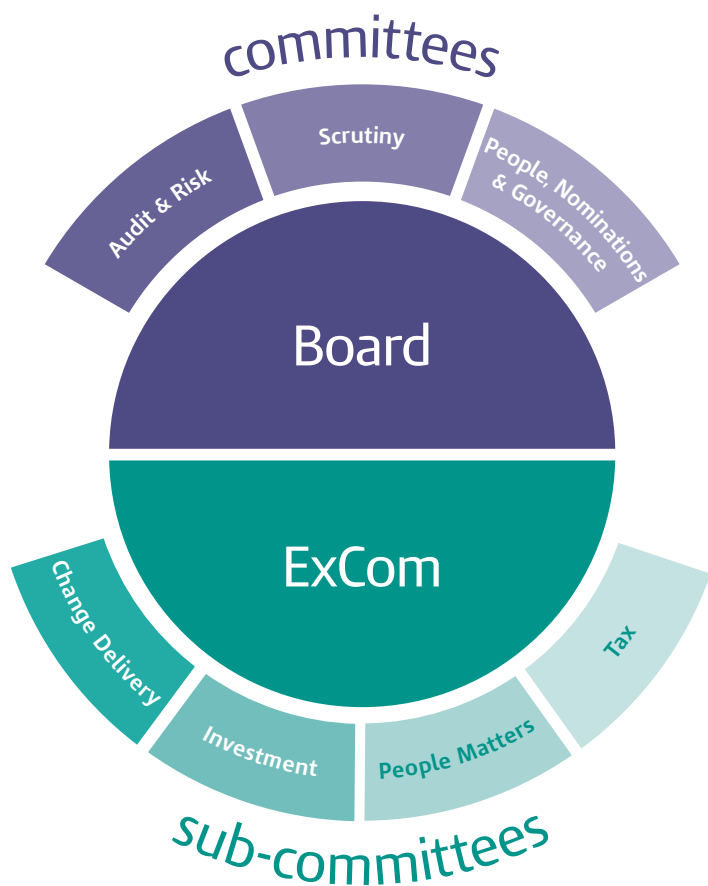 committees
Audit & Risk
Scrutiny
People, Nominations
& Governance
Board
ExCom
Change Delivery
Investment
People Matters
Tax
sub-committees